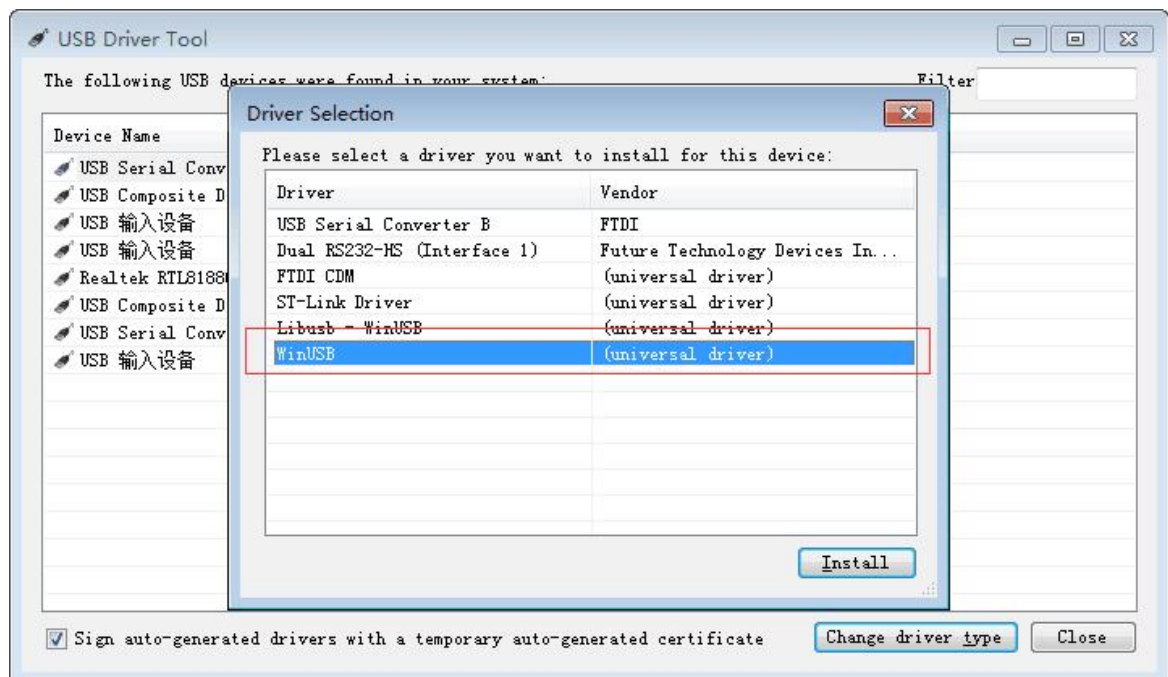 USB Driver Tool
The following USB devices were found in your system:
Filter
Device Name
USB Serial Conv
USB Composite D
USB 输入设备
USB 输入设备
Realtek RTL8188
USB Composite D
USB Serial Conv
USB 输入设备
Driver Selection
Please select a driver you want to install for this device:
Driver Vendor
USB Serial Converter B FTDI
Dual RS232-HS (Interface 1) Future Technology Devices In...
FTDI CDM (universal driver)
ST-Link Driver (universal driver)
Libusb - WinUSB (universal driver)
WinUSB (universal driver)
Install
Sign auto-generated drivers with a temporary auto-generated certificate
Change driver type
Close